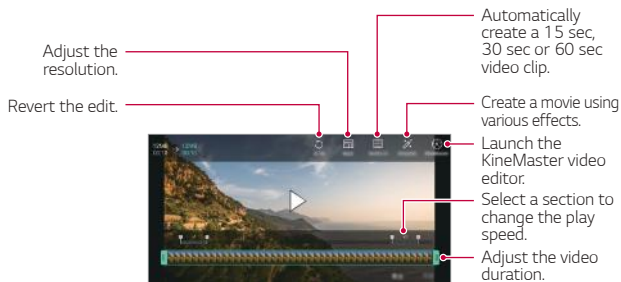 Automatically
create a 15 sec,
30 sec or 60 sec
video clip.
Adjust the
resolution.
Revert the edit.
Create a movie using
various effects.
Launch the
KineMaster video
editor.
Select a section to
change the play
speed.
Adjust the video
duration.